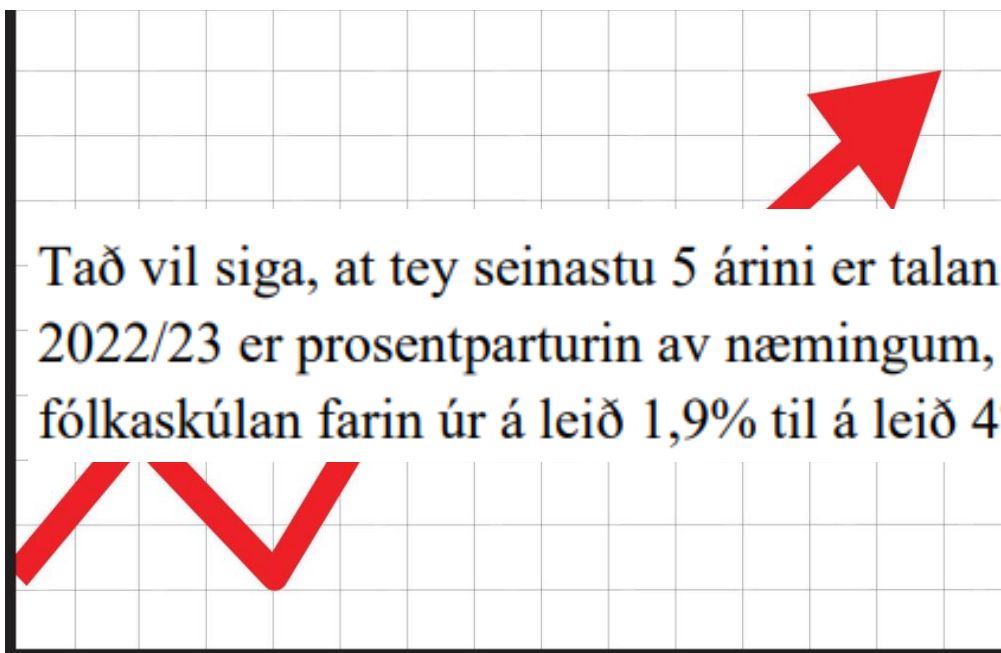 Tað vil siga, at tey seinastu 5 árini er talan
2022/23 er prosentparturin av næmingum,
fólkaskúlan farin úr á leið 1,9% til á leið 4